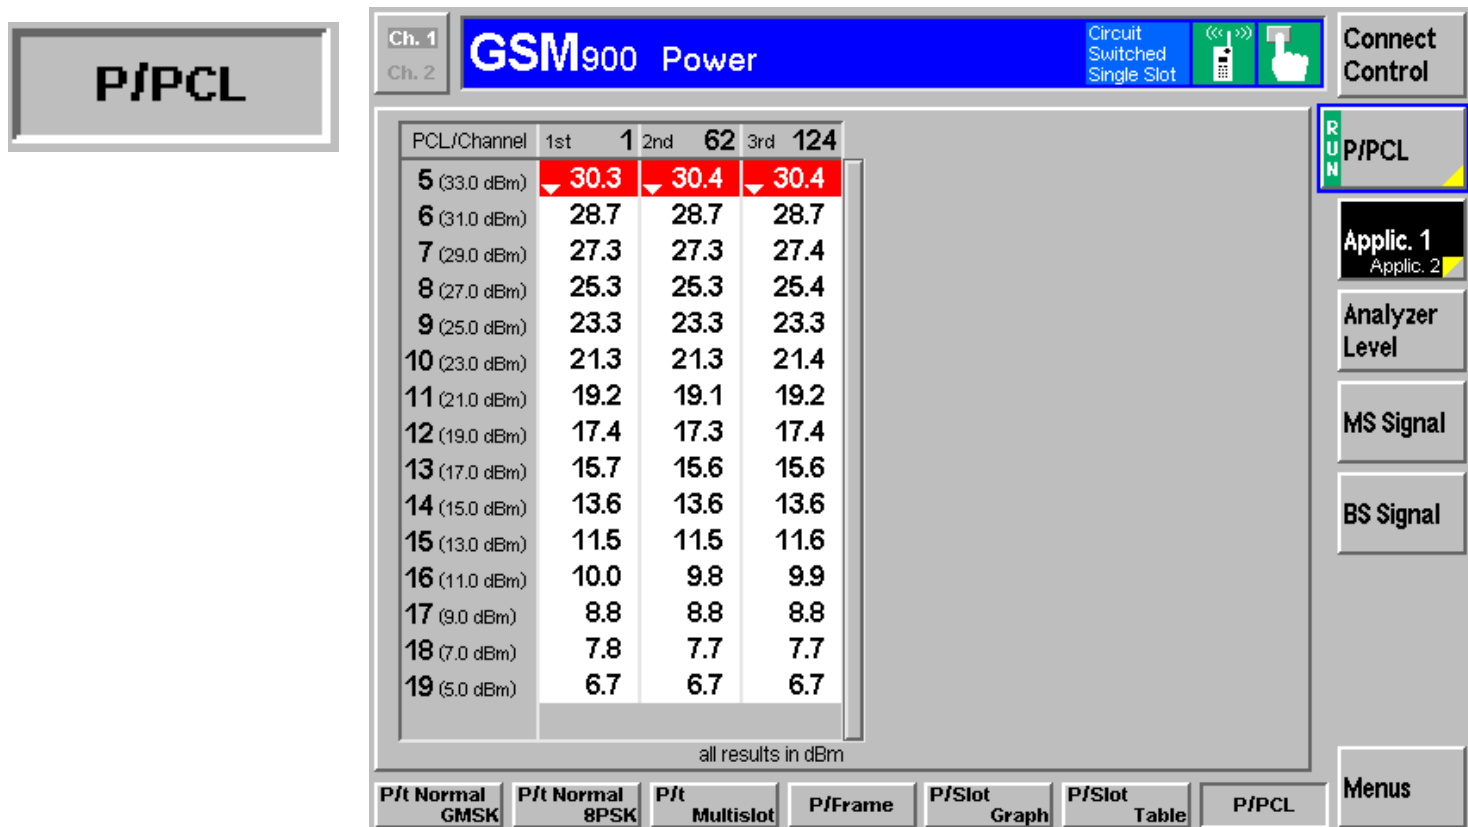 P/PCL
Ch. 1
Ch. 2
GSM900 Power
Circuit
Switched
Single Slot
Connect
Control
PCL/Channel 1st 1 2nd 62 3rd 124
5 (33.0 dBm) 30.3 30.4 30.4
6 (31.0 dBm) 28.7 28.7 28.7
7 (29.0 dBm) 27.3 27.3 27.4
8 (27.0 dBm) 25.3 25.3 25.4
9 (25.0 dBm) 23.3 23.3 23.3
10 (23.0 dBm) 21.3 21.3 21.4
11 (21.0 dBm) 19.2 19.1 19.2
12 (19.0 dBm) 17.4 17.3 17.4
13 (17.0 dBm) 15.7 15.6 15.6
14 (15.0 dBm) 13.6 13.6 13.6
15 (13.0 dBm) 11.5 11.5 11.6
16 (11.0 dBm) 10.0 9.8 9.9
17 (9.0 dBm) 8.8 8.8 8.8
18 (7.0 dBm) 7.8 7.7 7.7
19 (5.0 dBm) 6.7 6.7 6.7
all results in dBm
RUN
P/PCL
Applic. 1
Applic. 2
Analyzer
Level
MS Signal
BS Signal
Menus
P/t Normal
GMSK
P/t Normal
8PSK
P/t
Multislot
P/Frame
P/Slot
Graph
P/Slot
Table
P/PCL